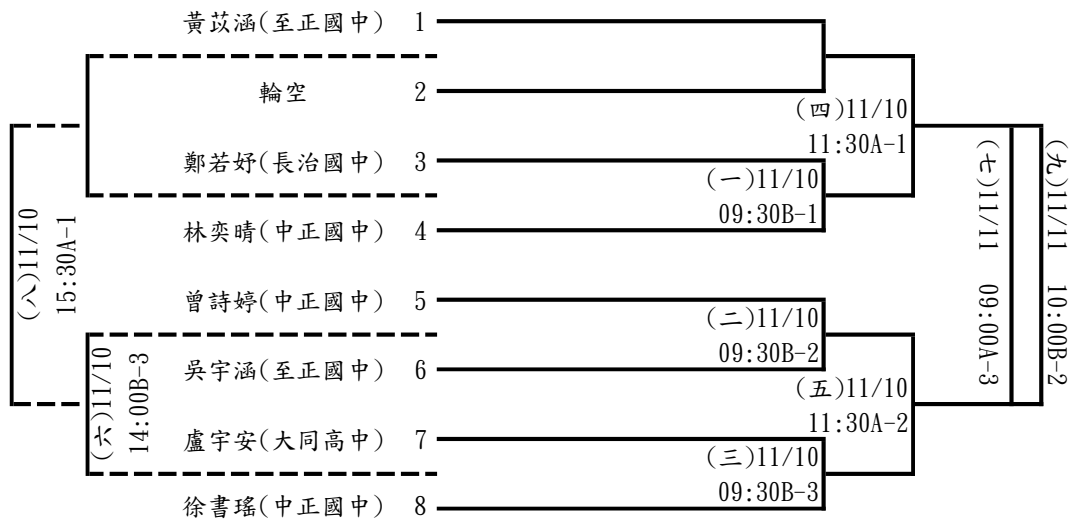 黃苡涵(至正國中) 1
輪空 2
(四)11/10
11:30A-1
鄭若妤(長治國中) 3
(一)11/10
09:30B-1
林奕晴(中正國中) 4
曾詩婷(中正國中) 5
(二)11/10
09:30B-2
吳宇涵(至正國中) 6
(五)11/10
11:30A-2
盧宇安(大同高中) 7
(三)11/10
09:30B-3
徐書瑤(中正國中) 8
(八)11/10
15:30A-1
(六)11/10
14:00B-3
(七)11/11 09:00A-3
(九)11/11 10:00B-2